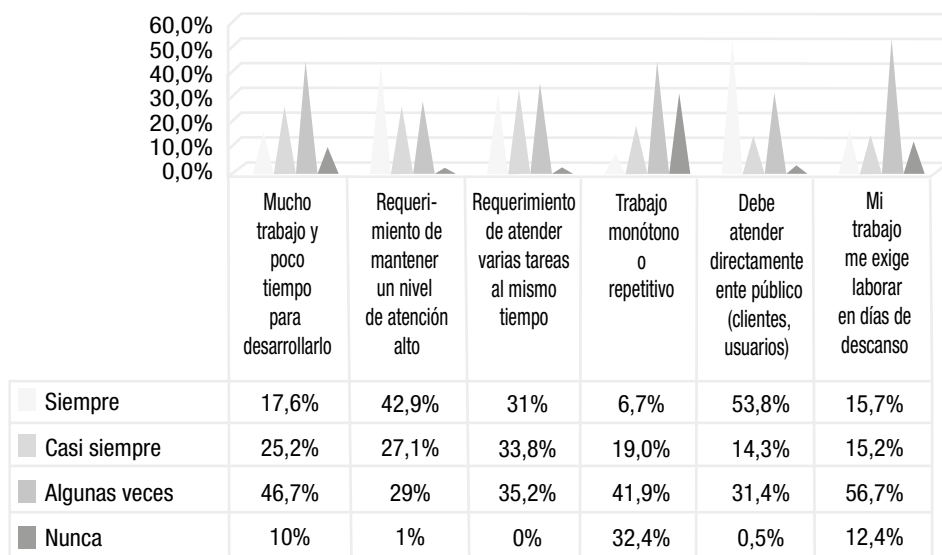 60,0%
50,0%
40,0%
30,0%
20,0%
10,0%
0,0%
Mucho
trabajo y
poco
tiempo
para
desarrollarlo
Requeri-
miento de
mantener
un nivel
de atención
alto
Requerimiento
de atender
varias tareas
al mismo
tiempo
Trabajo
monótono
o
repetitivo
Debe
atender
directamente
ente público
(clientes,
usuarios)
Mi
trabajo
me exige
laborar
en días de
descanso
Siempre 17,6% 42,9% 31% 6,7% 53,8% 15,7%
Casi siempre 25,2% 27,1% 33,8% 19,0% 14,3% 15,2%
Algunas veces 46,7% 29% 35,2% 41,9% 31,4% 56,7%
Nunca 10% 1% 0% 32,4% 0,5% 12,4%